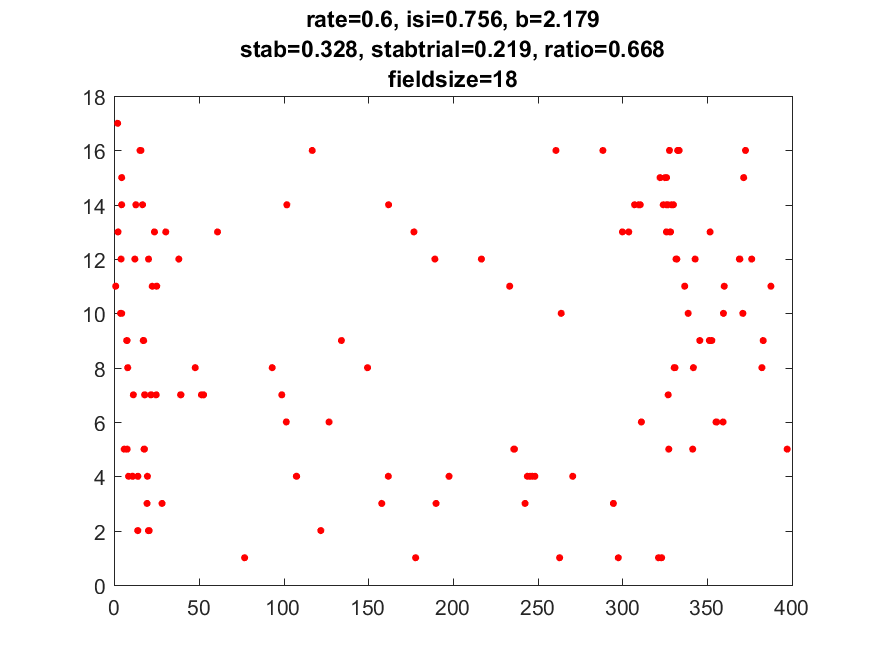 rate=0.6, isi=0.756, b=2.179
stab=0.328, stabtrial=0.219, ratio=0.668
fieldsize=18
18
16
14
12
10
8
6
4
2
0
0 50 100 150 200 250 300 350 400